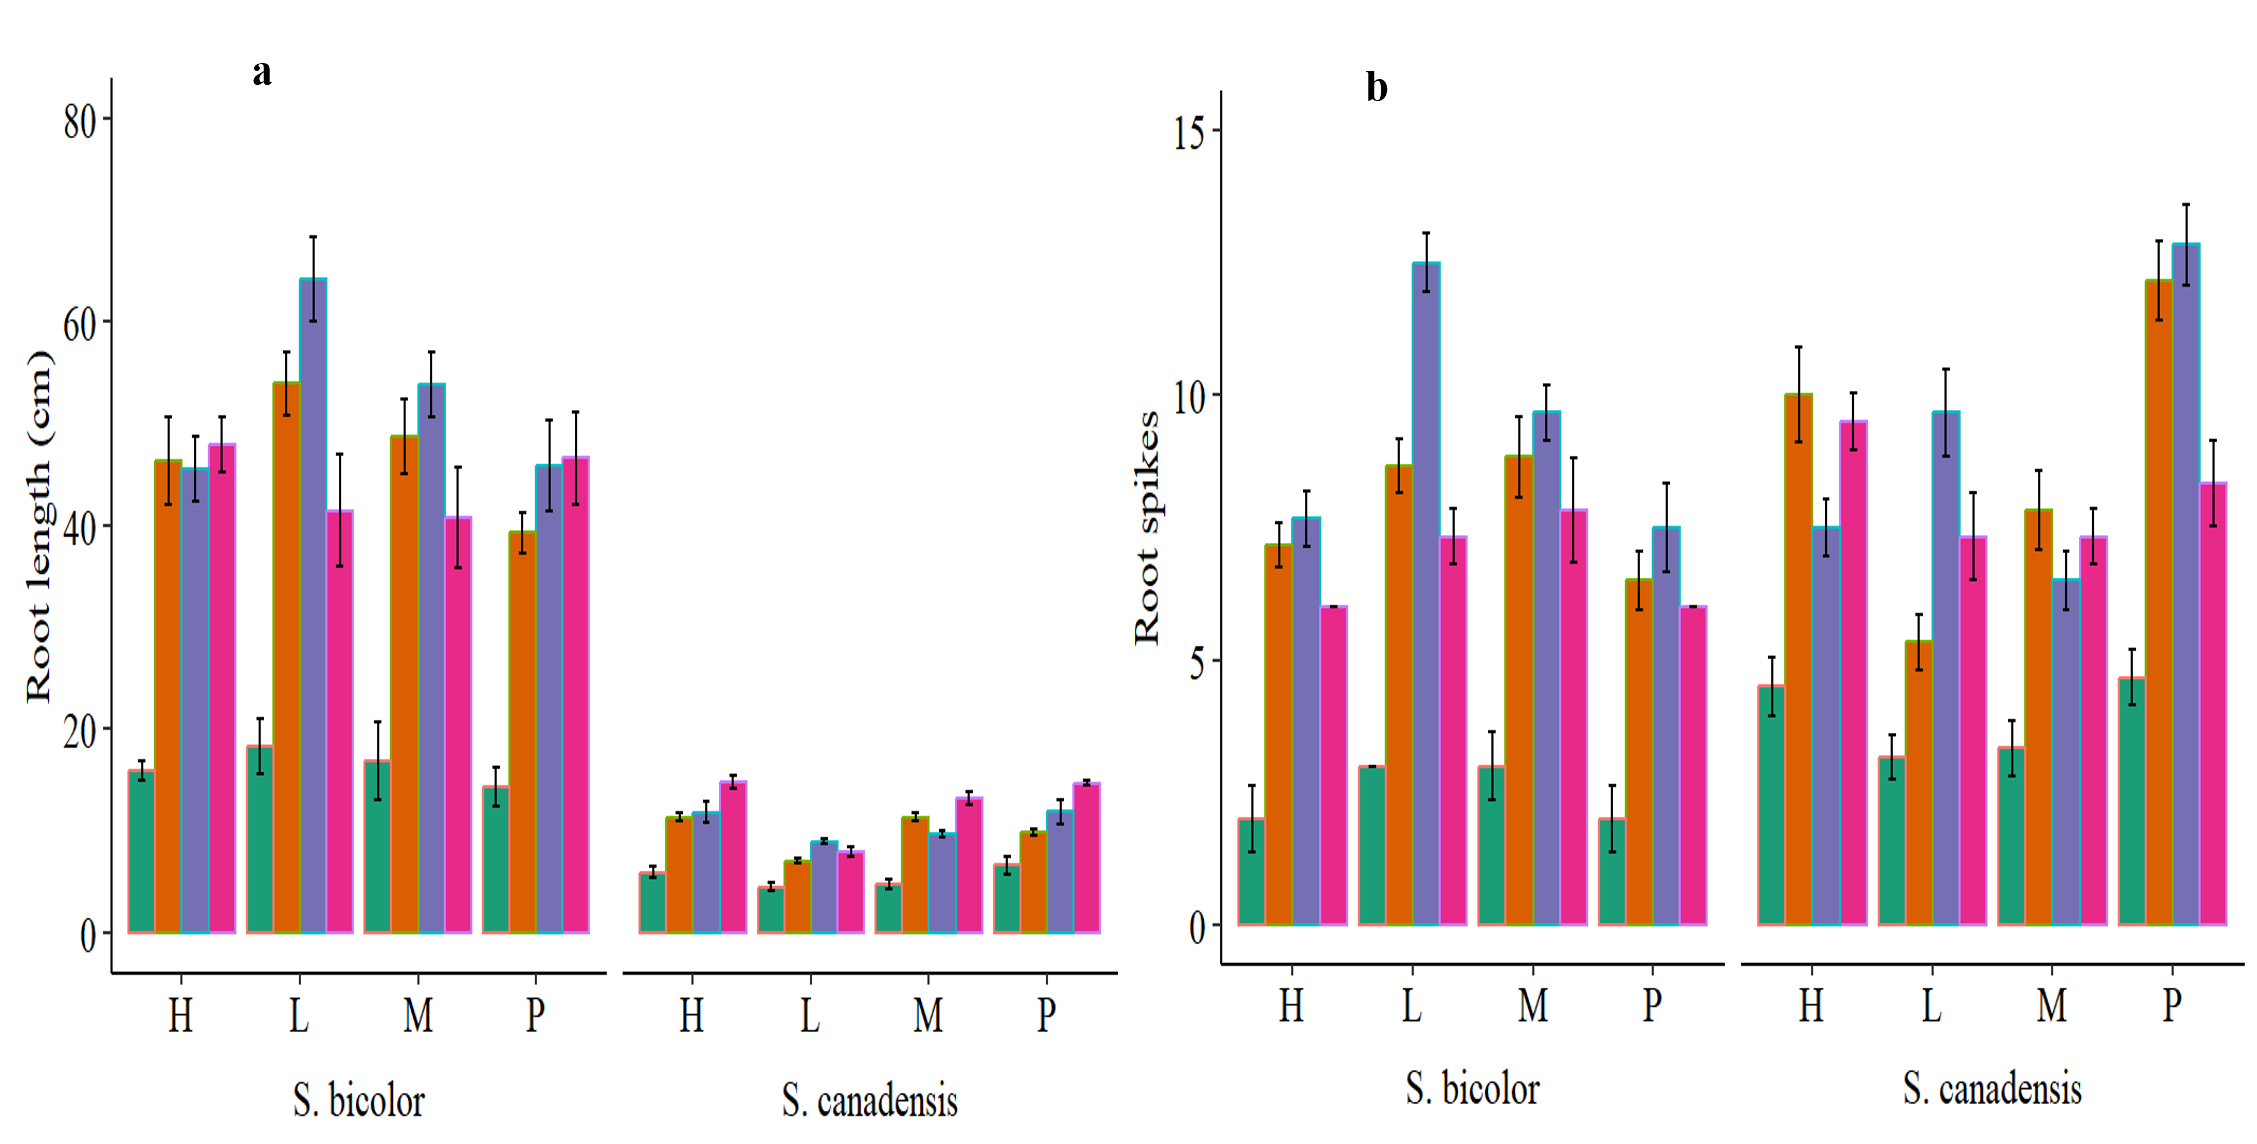 a
80
60
40
20
0
Root length (cm)
H L M P H L M P
S. bicolor S. canadensis
b
15
10
5
0
Root spikes
H L M P H L M P
S. bicolor S. canadensis